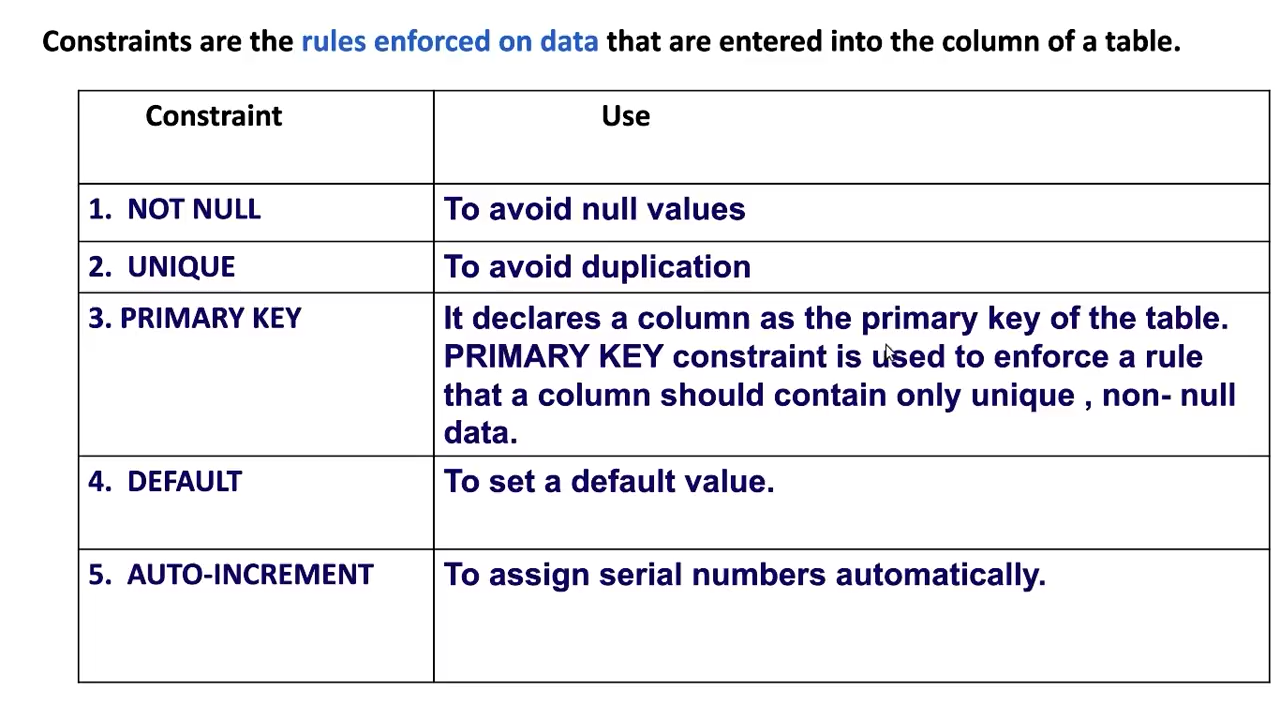 Constraints are the rules enforced on data that are entered into the column of a table.
Constraint
Use
1. NOT NULL
To avoid null values
2. UNIQUE
To avoid duplication
3. PRIMARY KEY
It declares a column as the primary key of the table.
PRIMARY KEY constraint is used to enforce a rule
that a column should contain only unique , non- null
data.
4. DEFAULT
To set a default value.
5. AUTO-INCREMENT
To assign serial numbers automatically.